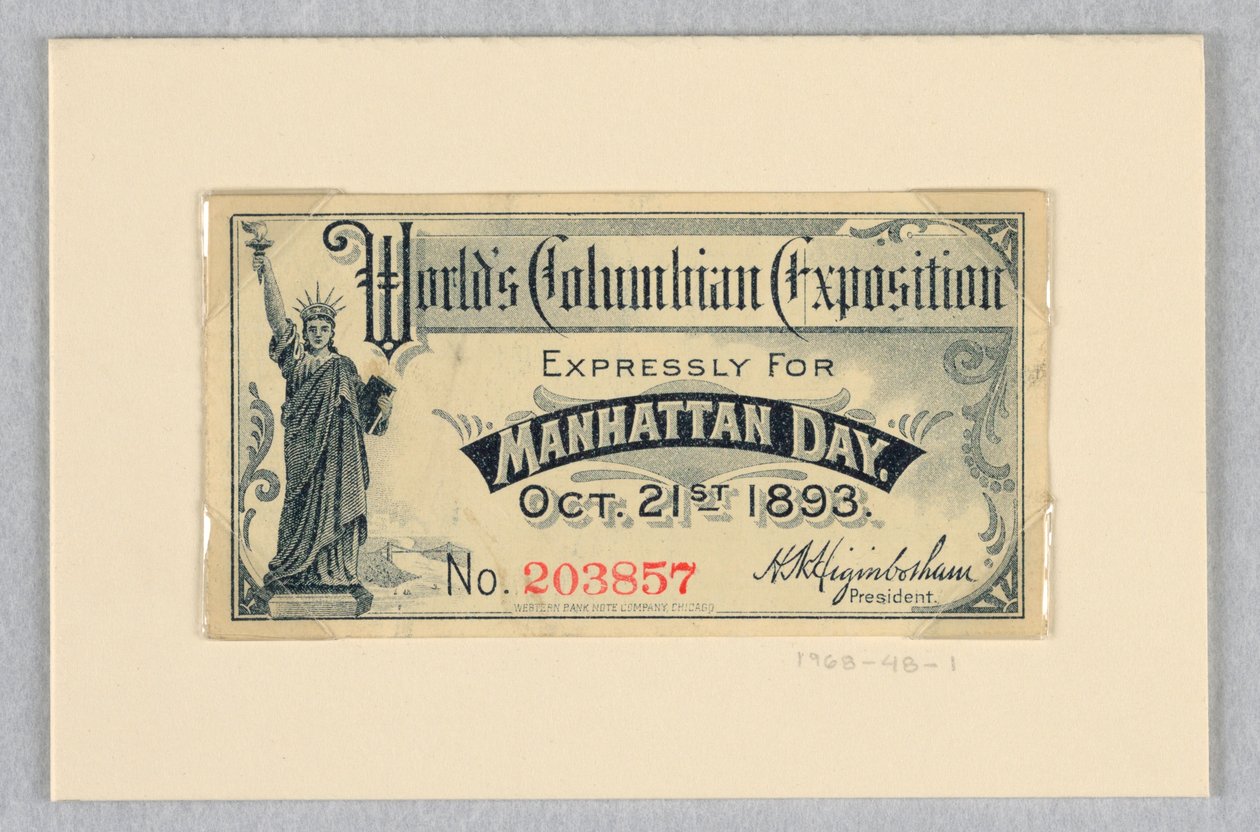 World's Columbian Exposition
EXPRESSLY FOR
MANHATTAN DAY.
OCT. 21ST 1893.
No. 203857
H N Higinbotham
President.
WESTERN BANK NOTE COMPANY, CHICAGO
1968-48-1